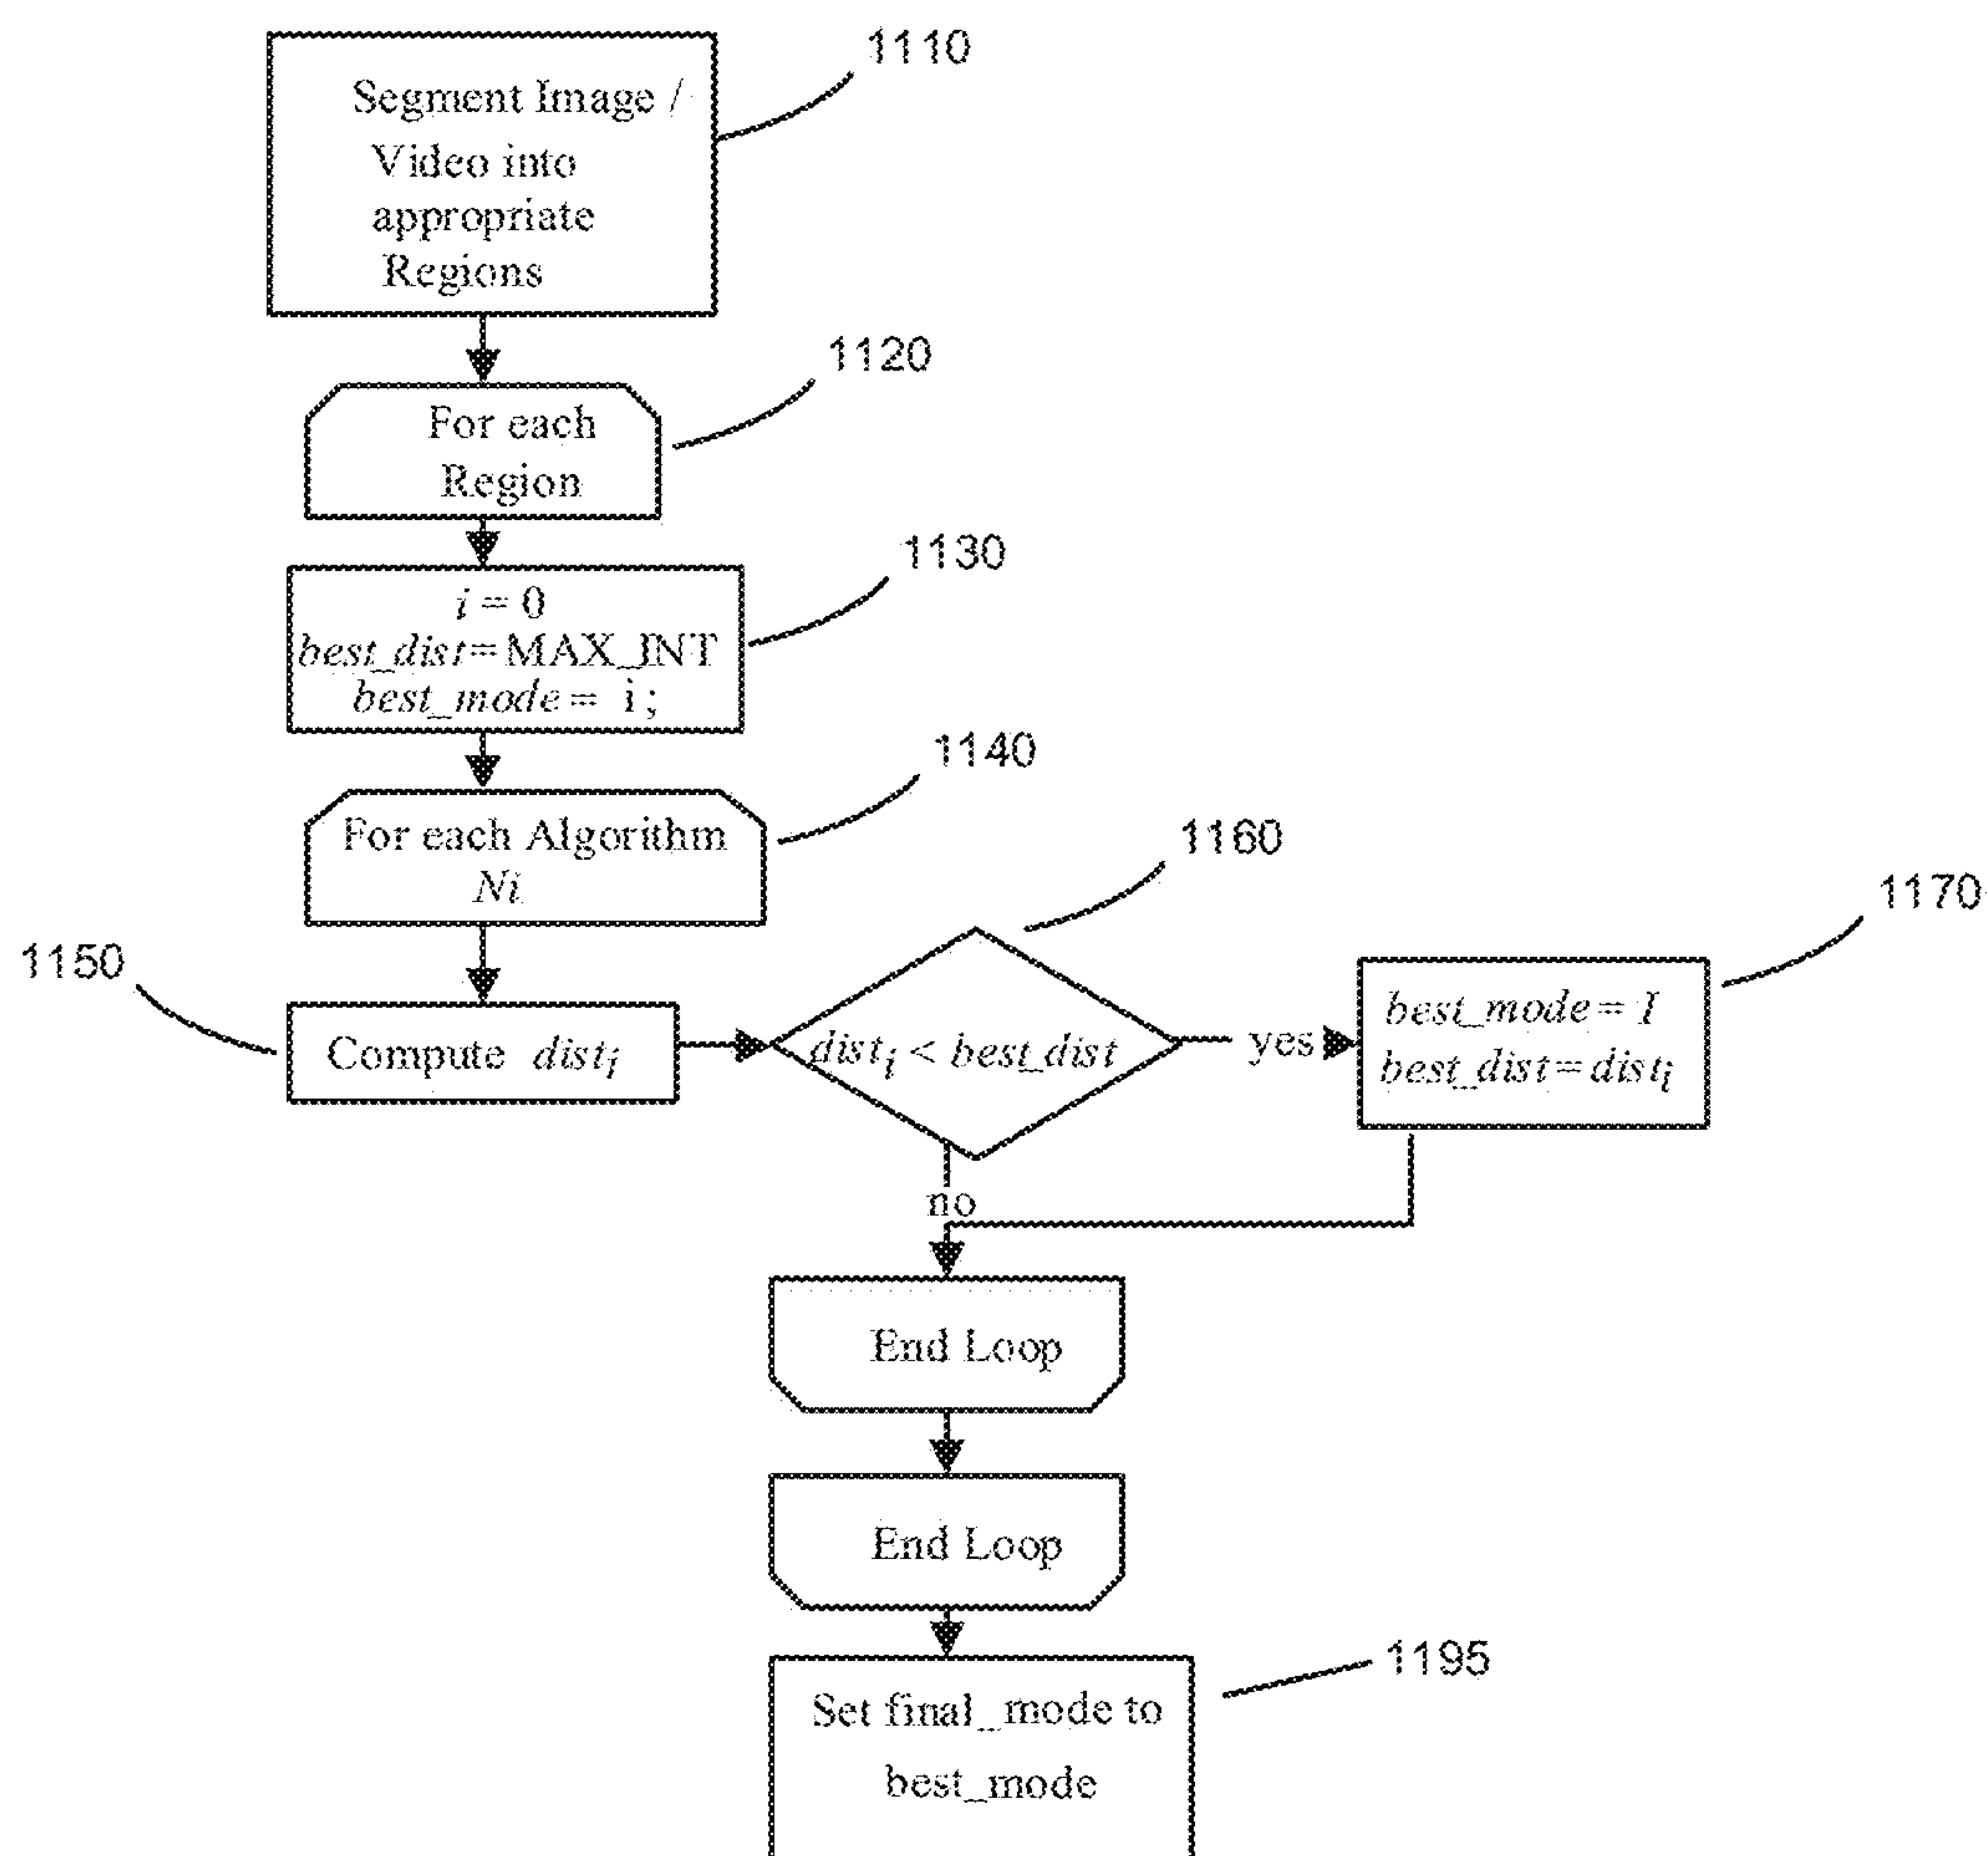 1110
Segment Image /
Video into
appropriate
Regions
1120
For each
Region
1130
i = 0
best_dist=MAX_INT
best_mode= i ;
1140
For each Algorithm
Ni
1150
Compute dist_i
1160
dist_i < best_dist
yes
1170
best_mode= I
best_dist=dist_i
no
End Loop
End Loop
1195
Set final_mode to
best_mode